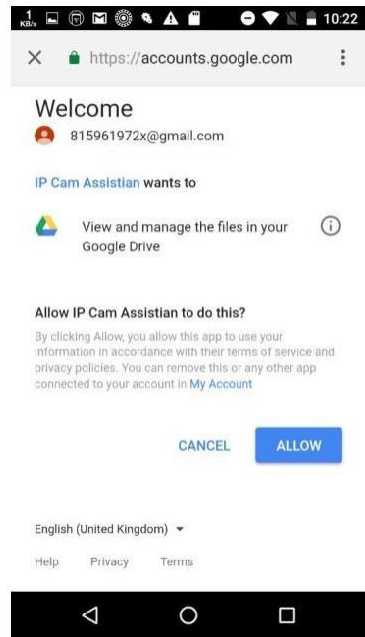 1
KB/s
10:22
https://accounts.google.com
Welcome
815961972x@gmail.com
IP Cam Assistian wants to
View and manage the files in your
Google Drive
Allow IP Cam Assistian to do this?
By clicking Allow, you allow this app to use your
information in accordance with their terms of service and
privacy policies. You can remove this or any other app
connected to your account in My Account
CANCEL
ALLOW
English (United Kingdom)
Help
Privacy
Terms